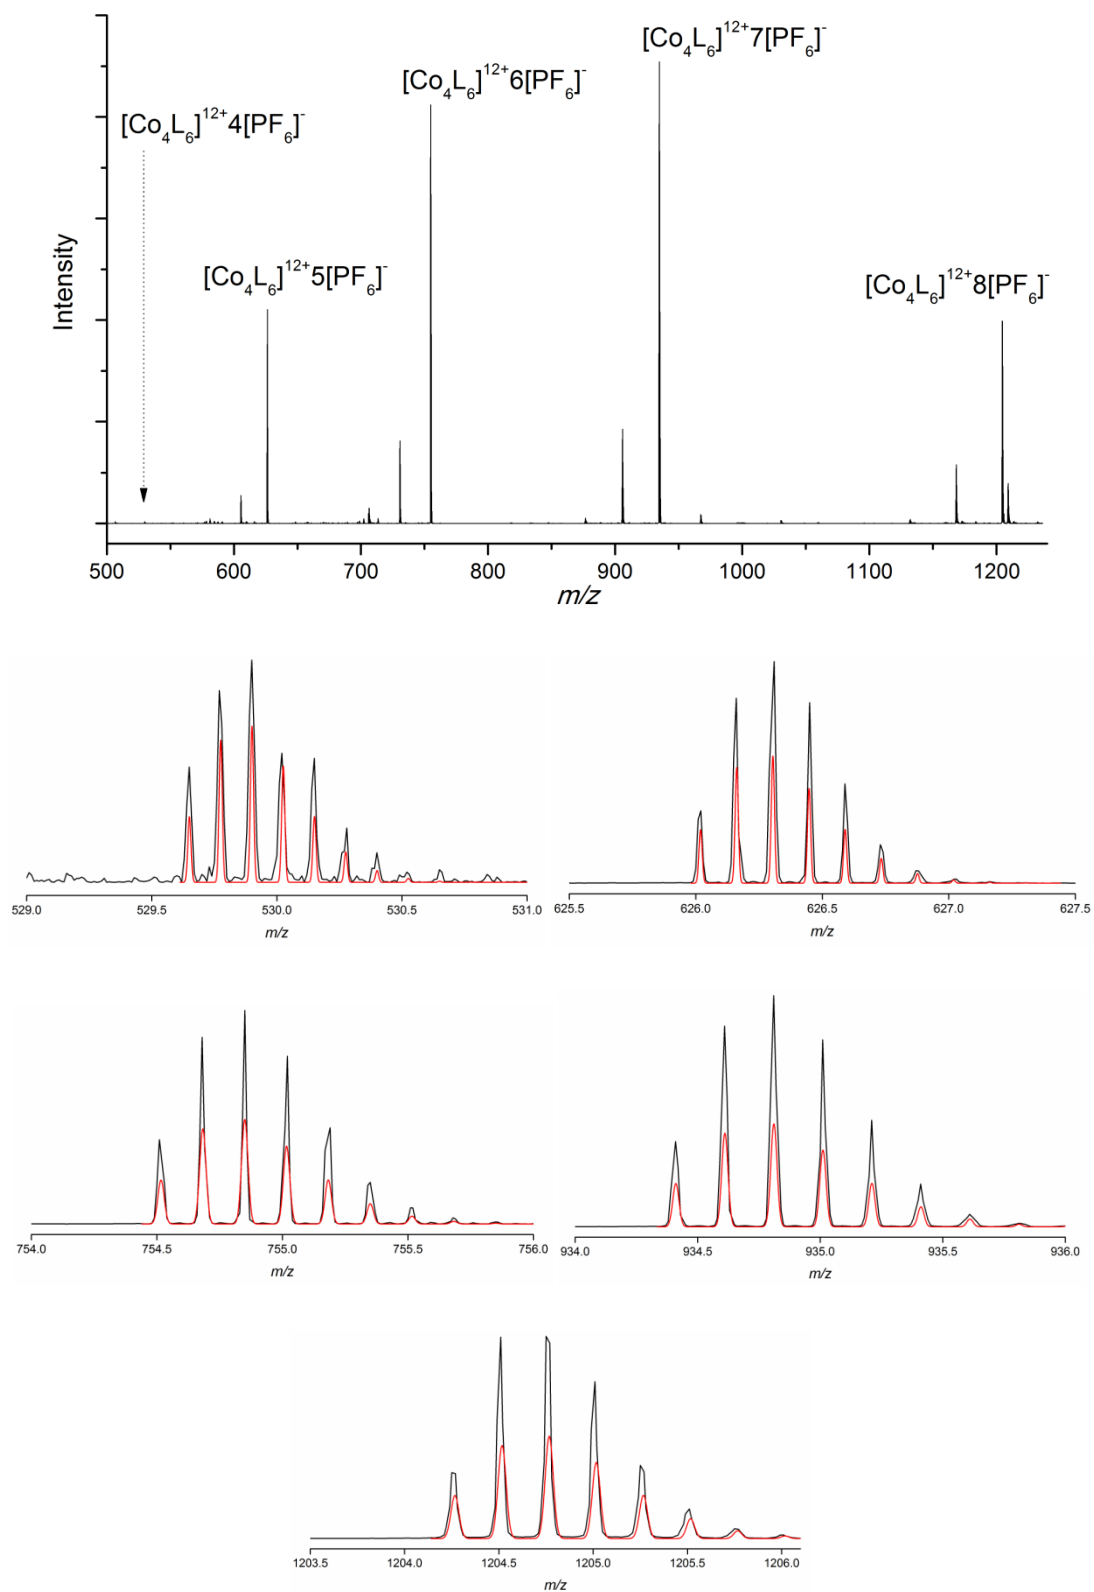 [Co₄L₆]¹²⁺7[PF₆]⁻
[Co₄L₆]¹²⁺6[PF₆]⁻
[Co₄L₆]¹²⁺4[PF₆]⁻
[Co₄L₆]¹²⁺5[PF₆]⁻
[Co₄L₆]¹²⁺8[PF₆]⁻
Intensity
500 600 700 800 900 1000 1100 1200
m/z
529.0 529.5 530.0 530.5 531.0
m/z
625.5 626.0 626.5 627.0 627.5
m/z
754.0 754.5 755.0 755.5 756.0
m/z
934.0 934.5 935.0 935.5 936.0
m/z
1203.5 1204.0 1204.5 1205.0 1205.5 1206.0
m/z